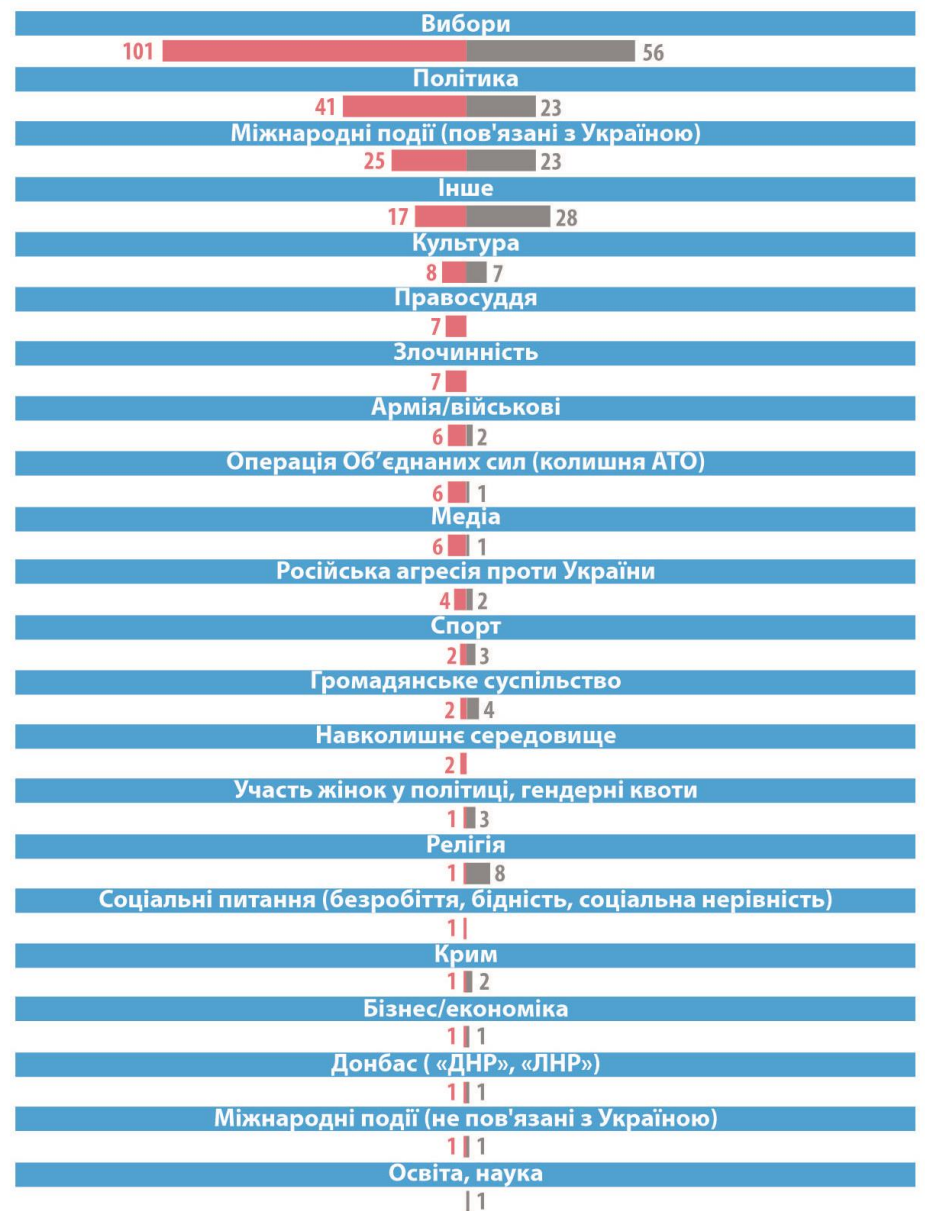 Вибори
101 56
Політика
41 23
Міжнародні події (пов'язані з Україною)
25 23
Інше
17 28
Культура
8 7
Правосуддя
7
Злочинність
7
Армія/військові
6 2
Операція Об’єднаних сил (колишня АТО)
6 1
Медіа
6 1
Російська агресія проти України
4 2
Спорт
2 3
Громадянське суспільство
2 4
Навколишнє середовище
2
Участь жінок у політиці, гендерні квоти
1 3
Релігія
1 8
Соціальні питання (безробіття, бідність, соціальна нерівність)
1
Крим
1 2
Бізнес/економіка
1 1
Донбас ( «ДНР», «ЛНР»)
1 1
Міжнародні події (не пов'язані з Україною)
1 1
Освіта, наука
1